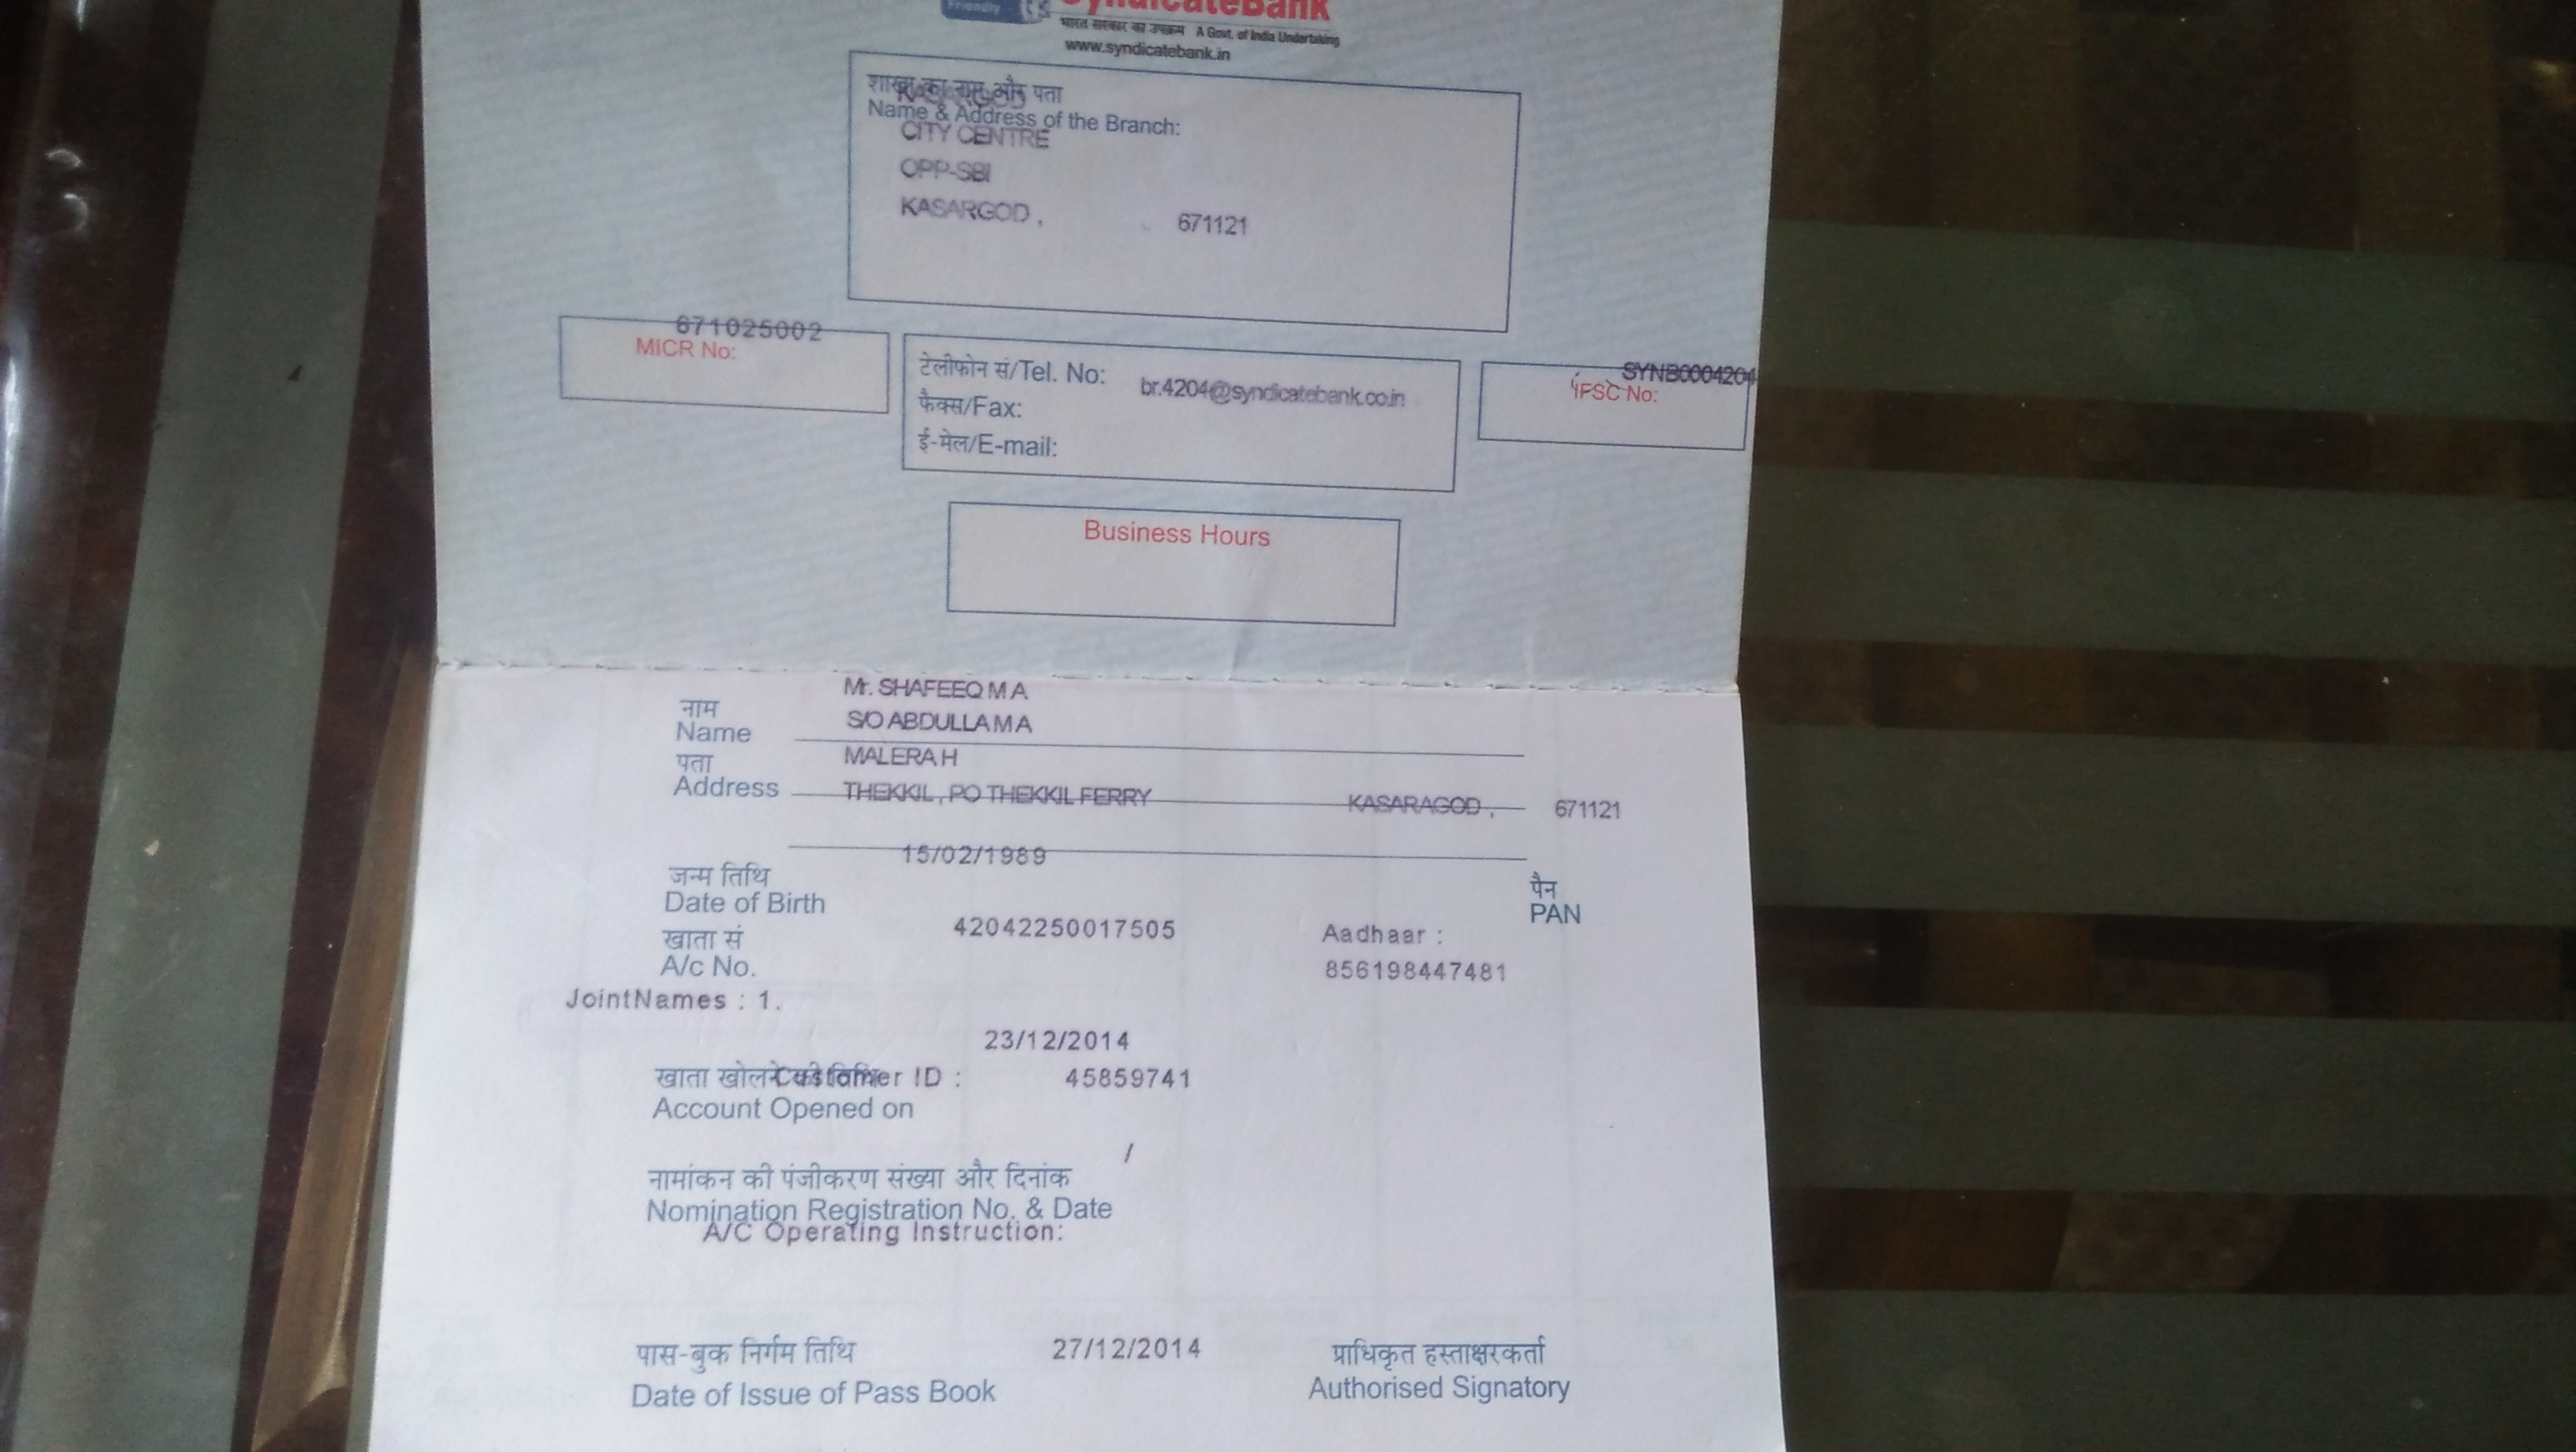 Friendly
SyndicateBank
भारत सरकार का उपक्रम A Govt. of India Undertaking
www.syndicatebank.in
शाखा का नाम और पता
Name & Address of the Branch:
CITY CENTRE
OPP-SBI
KASARGOD , 671121
671025002
MICR No:
टेलीफोन सं/Tel. No: br.4204@syndicatebank.co.in
फैक्स/Fax:
ई-मेल/E-mail:
SYNB0004204
IFSC No:
Business Hours
Mr. SHAFEEQ M A
नाम
S/O ABDULLA M A
Name
MALERA H
पता
Address THEKKIL , PO THEKKIL FERRY KASARAGOD , 671121
15/02/1989
जन्म तिथि पैन
Date of Birth PAN
42042250017505 Aadhaar :
खाता सं
A/c No. 856198447481
JointNames : 1.
23/12/2014
खाता खोलने की तिथि Customer ID : 45859741
Account Opened on
/
नामांकन की पंजीकरण संख्या और दिनांक
Nomination Registration No. & Date
A/C Operating Instruction:
पास-बुक निर्गम तिथि 27/12/2014 प्राधिकृत हस्ताक्षरकर्ता
Date of Issue of Pass Book Authorised Signatory